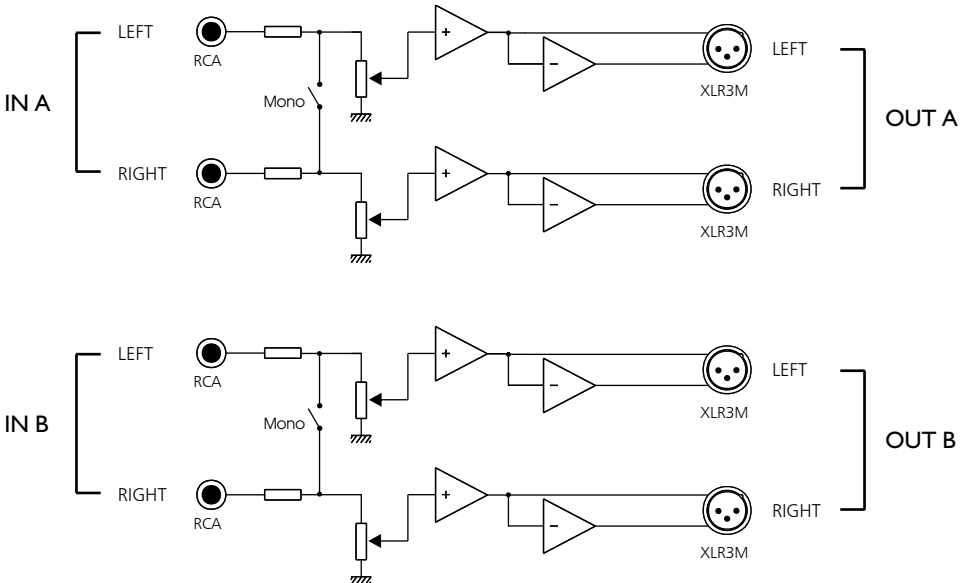 LEFT
RCA
Mono
+
−
XLR3M
LEFT
IN A
OUT A
RIGHT
RCA
+
−
XLR3M
RIGHT
LEFT
RCA
Mono
+
−
XLR3M
LEFT
IN B
OUT B
RIGHT
RCA
+
−
XLR3M
RIGHT